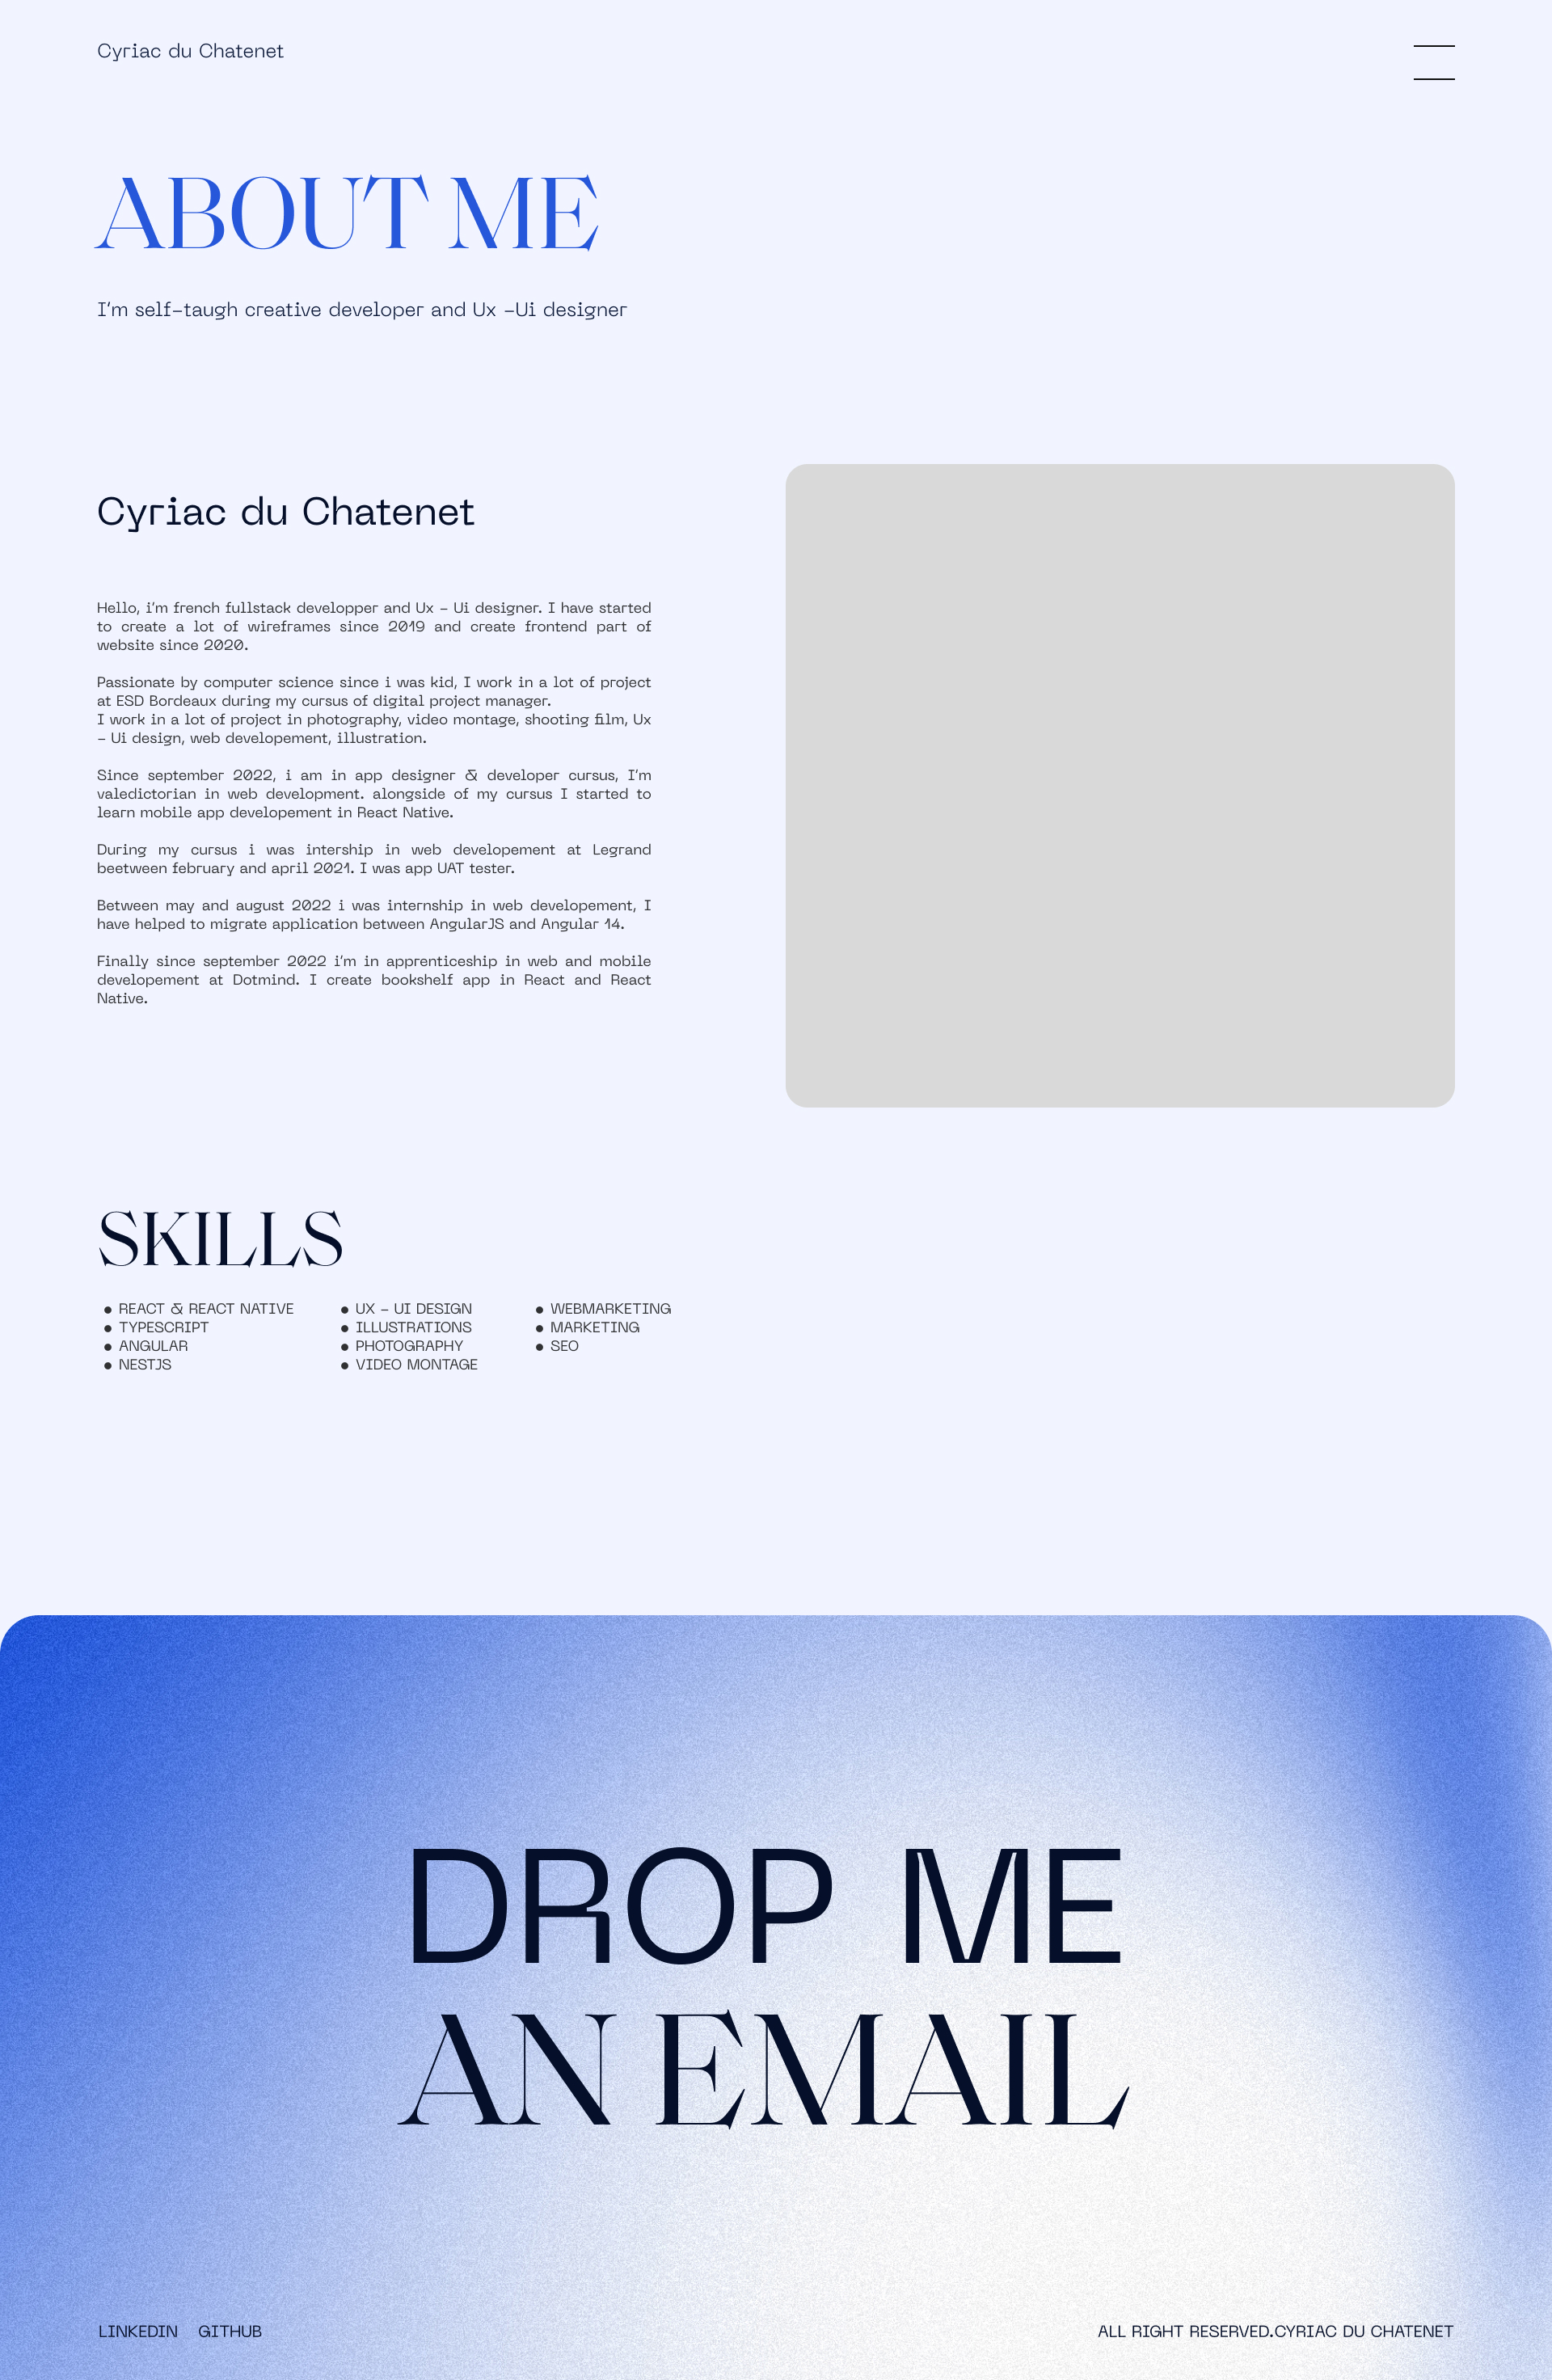 Cyriac du Chatenet
ABOUT ME
I'm self-taugh creative developer and Ux -Ui designer
Cyriac du Chatenet
Hello, i'm french fullstack developper and Ux - Ui designer. I have started
to create a lot of wireframes since 2019 and create frontend part of
website since 2020.
Passionate by computer science since i was kid, I work in a lot of project
at ESD Bordeaux during my cursus of digital project manager.
I work in a lot of project in photography, video montage, shooting film, Ux
- Ui design, web developement, illustration.
Since september 2022, i am in app designer & developer cursus, I'm
valedictorian in web development. alongside of my cursus I started to
learn mobile app developement in React Native.
During my cursus i was intership in web developement at Legrand
beetween february and april 2021. I was app UAT tester.
Between may and august 2022 i was internship in web developement, I
have helped to migrate application between AngularJS and Angular 14.
Finally since september 2022 i'm in apprenticeship in web and mobile
developement at Dotmind. I create bookshelf app in React and React
Native.
SKILLS
● REACT & REACT NATIVE
● TYPESCRIPT
● ANGULAR
● NESTJS
● UX - UI DESIGN
● ILLUSTRATIONS
● PHOTOGRAPHY
● VIDEO MONTAGE
● WEBMARKETING
● MARKETING
● SEO
DROP ME
AN EMAIL
LINKEDIN GITHUB
ALL RIGHT RESERVED.CYRIAC DU CHATENET